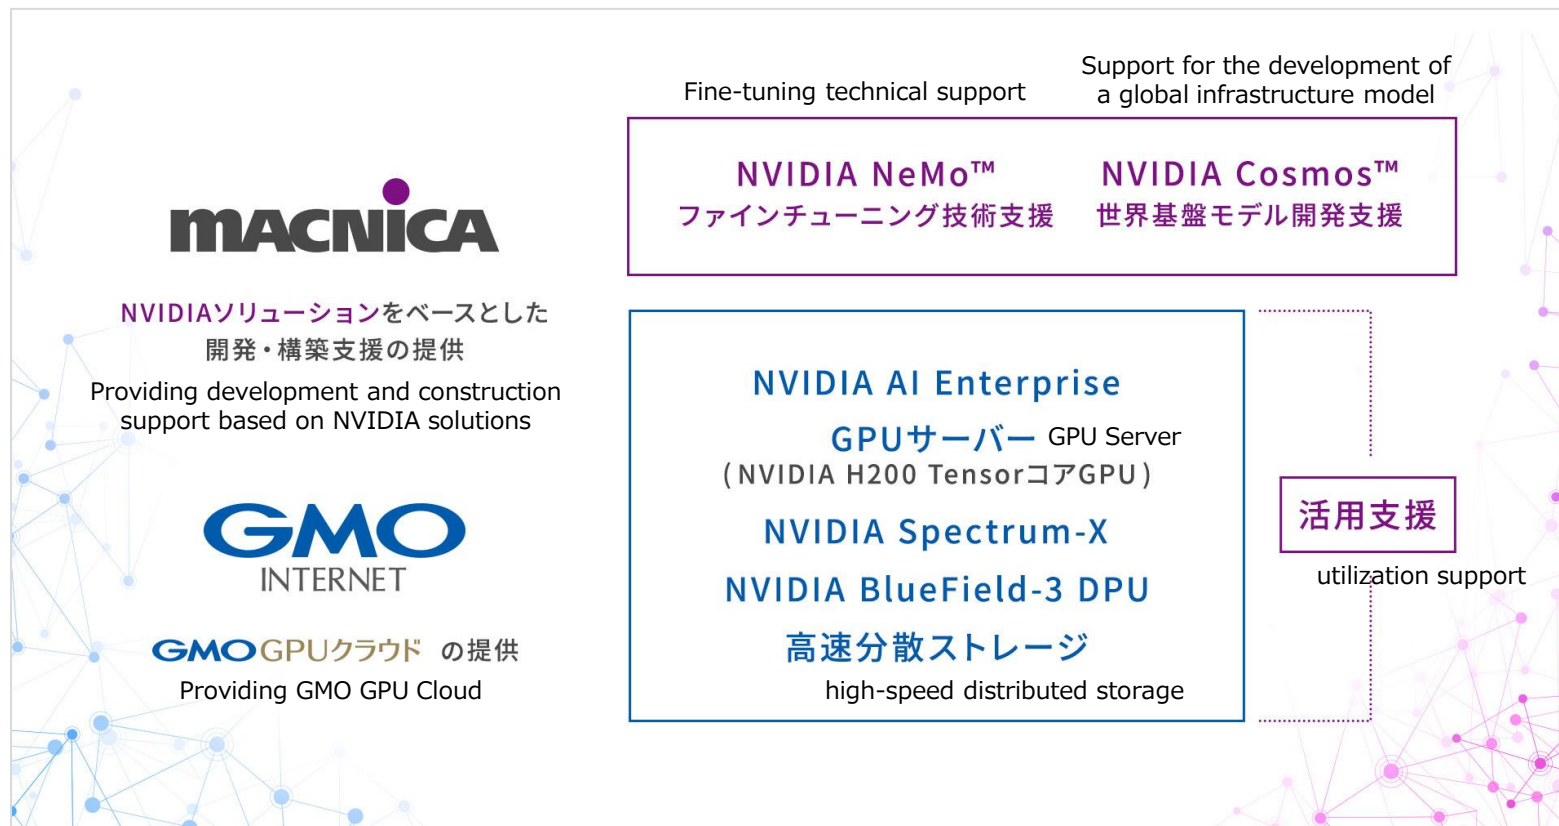 Fine-tuning technical support
Support for the development of
a global infrastructure model
NVIDIA NeMo™
ファインチューニング技術支援
NVIDIA Cosmos™
世界基盤モデル開発支援
MACNICA
NVIDIAソリューションをベースとした
開発・構築支援の提供
Providing development and construction
support based on NVIDIA solutions
NVIDIA AI Enterprise
GPUサーバー GPU Server
(NVIDIA H200 TensorコアGPU)
NVIDIA Spectrum-X
NVIDIA BlueField-3 DPU
高速分散ストレージ
high-speed distributed storage
活用支援
utilization support
GMO
INTERNET
GMO GPUクラウド の提供
Providing GMO GPU Cloud